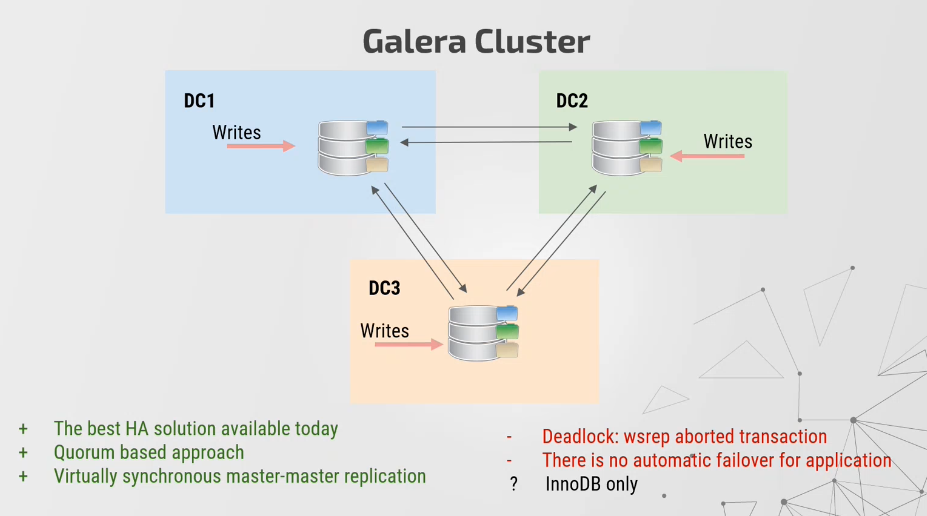 Galera Cluster
DC1
Writes
DC2
Writes
DC3
Writes
+ The best HA solution available today
+ Quorum based approach
+ Virtually synchronous master-master replication
- Deadlock: wsrep aborted transaction
- There is no automatic failover for application
? InnoDB only